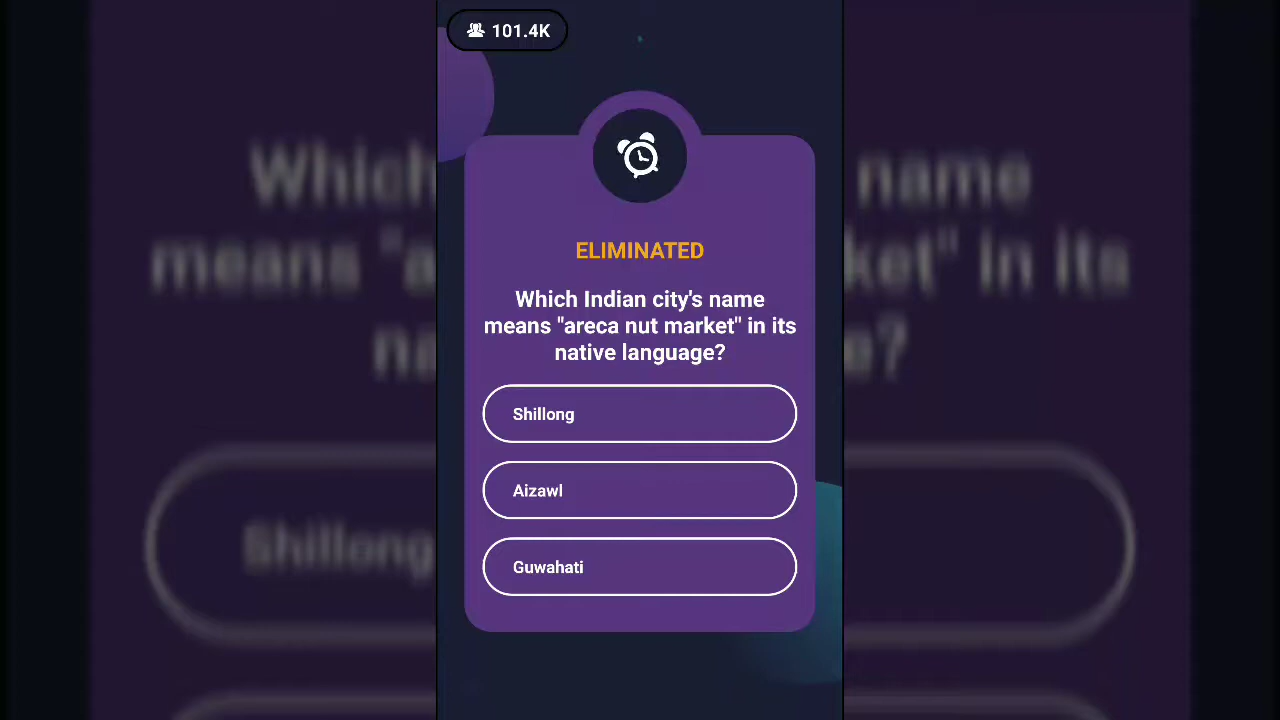 101.4K
ELIMINATED
Which Indian city's name
means "areca nut market" in its
native language?
Shillong
Aizawl
Guwahati